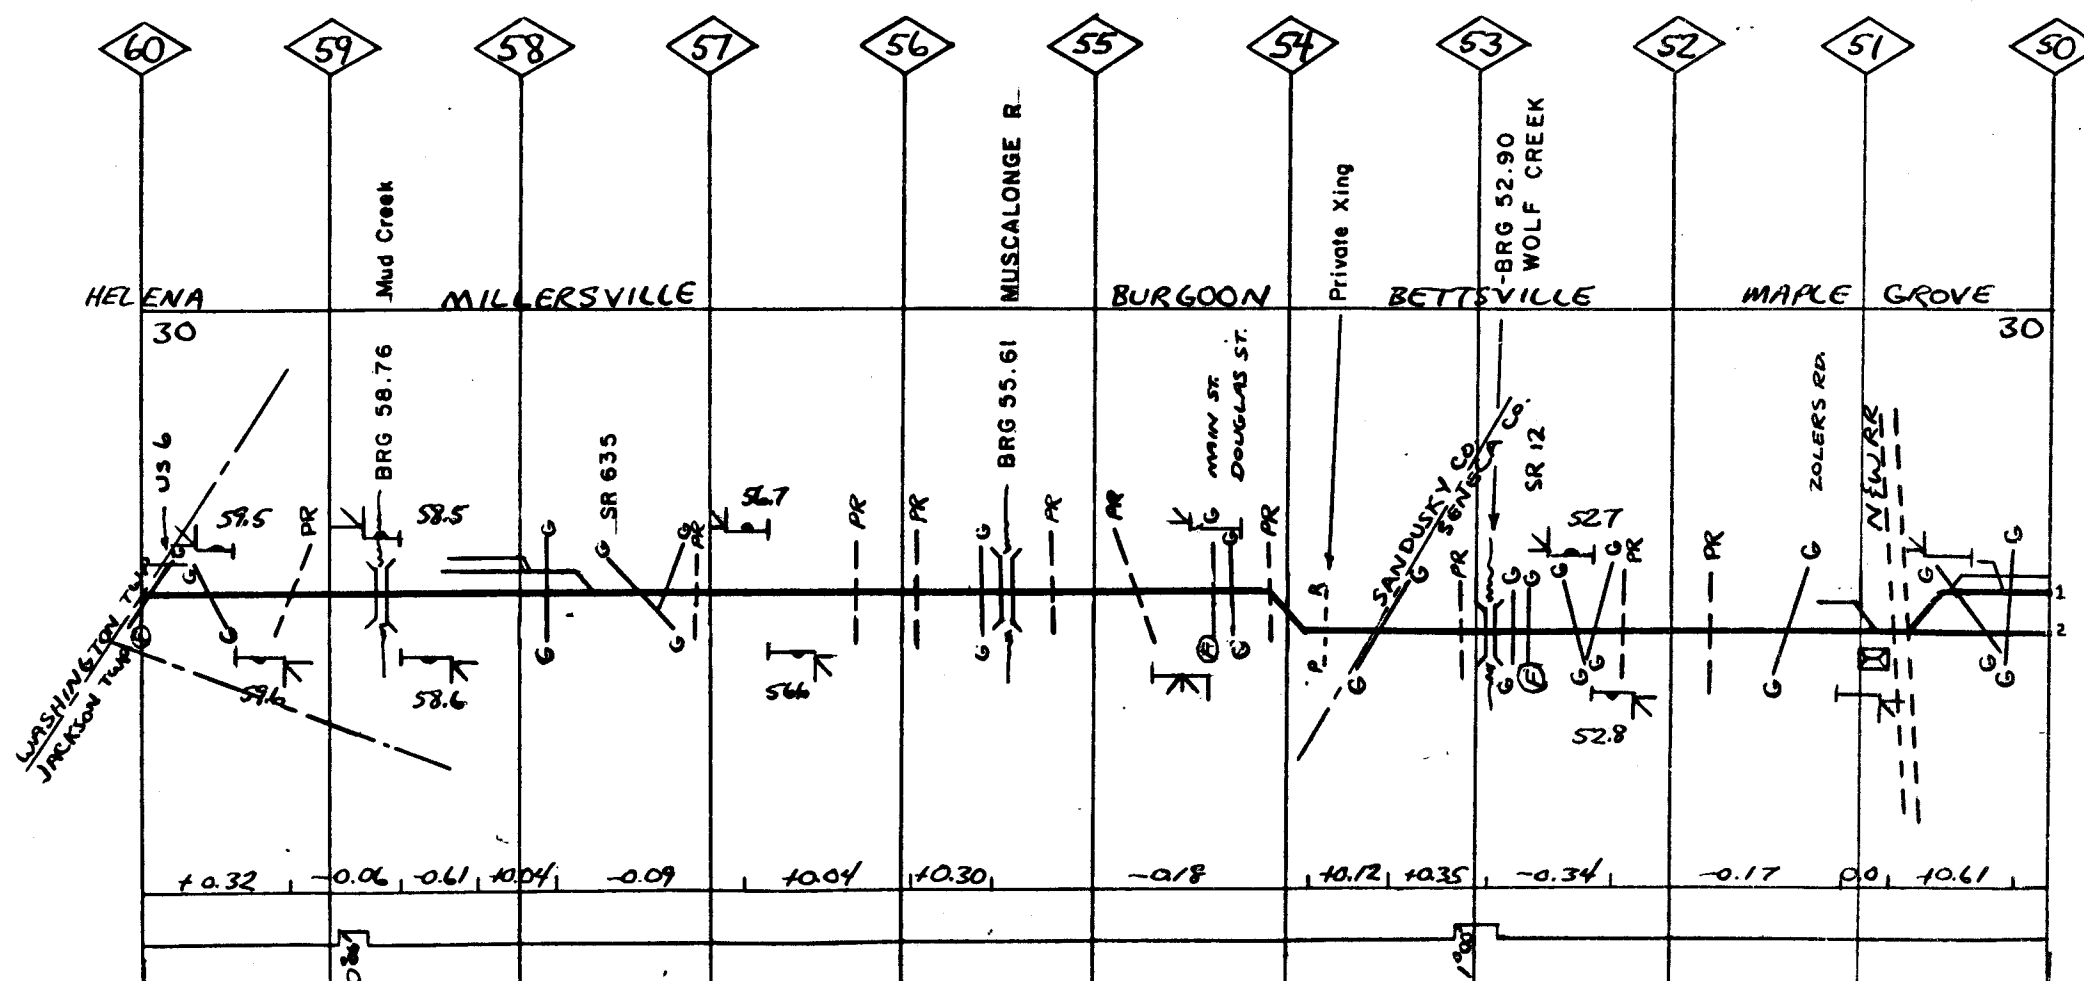 60 59 58 57 56 55 54 53 52 51 50
Mud Creek
MUSCALONGE R
Private Xing
BRG 52.90
WOLF CREEK
HELENA MILLERSVILLE BURGOON BETTSVILLE MAPLE GROVE
30 30
US 6
BRG 58.76
SR 635
BRG 55.61
MAIN ST.
DOUGLAS ST.
SANDUSKY CO.
SENECA CO.
SR 12
ZOLERS RD.
N&WRR
59.5 PR 58.5 PR 56.7 PR PR PR PR PR PR 52.7 PR PR
G G G G G G G G G G G G G G G G
P R
1
2
G G G F G G F G G G G G G
WASHINGTON TWP
JACKSON TWP
F
59.6 58.6 56.6 52.8
+0.32 -0.06 -0.61 +0.04 -0.09 +0.04 +0.30 -0.18 +0.12 +0.35 -0.34 -0.17 0.0 +0.61
1°00'